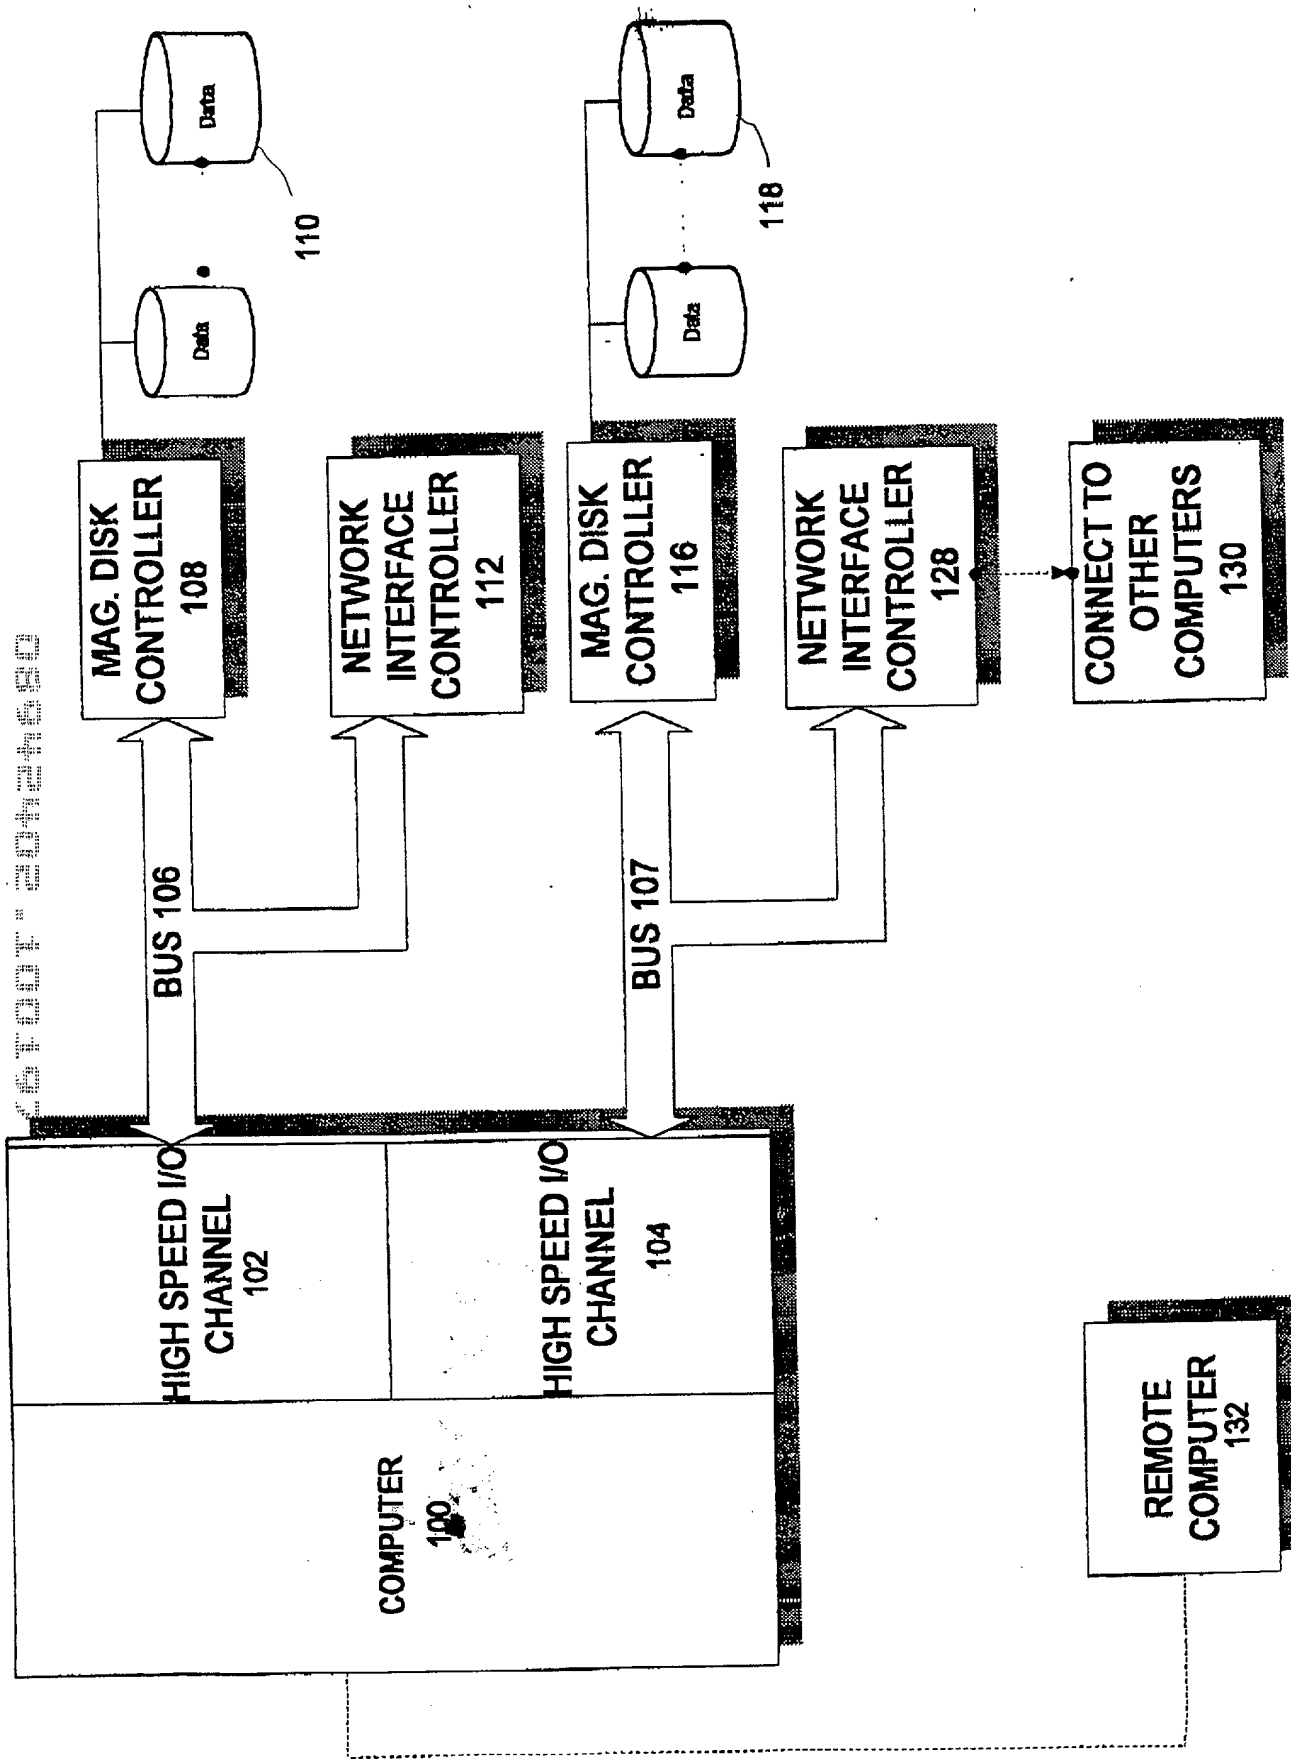 COMPUTER
100
HIGH SPEED I/O
CHANNEL
102
HIGH SPEED I/O
CHANNEL
104
BUS 106
BUS 107
MAG. DISK
CONTROLLER
108
NETWORK
INTERFACE
CONTROLLER
112
MAG. DISK
CONTROLLER
116
NETWORK
INTERFACE
CONTROLLER
128
CONNECT TO
OTHER
COMPUTERS
130
Data
Data
110
Data
Data
118
REMOTE
COMPUTER
132